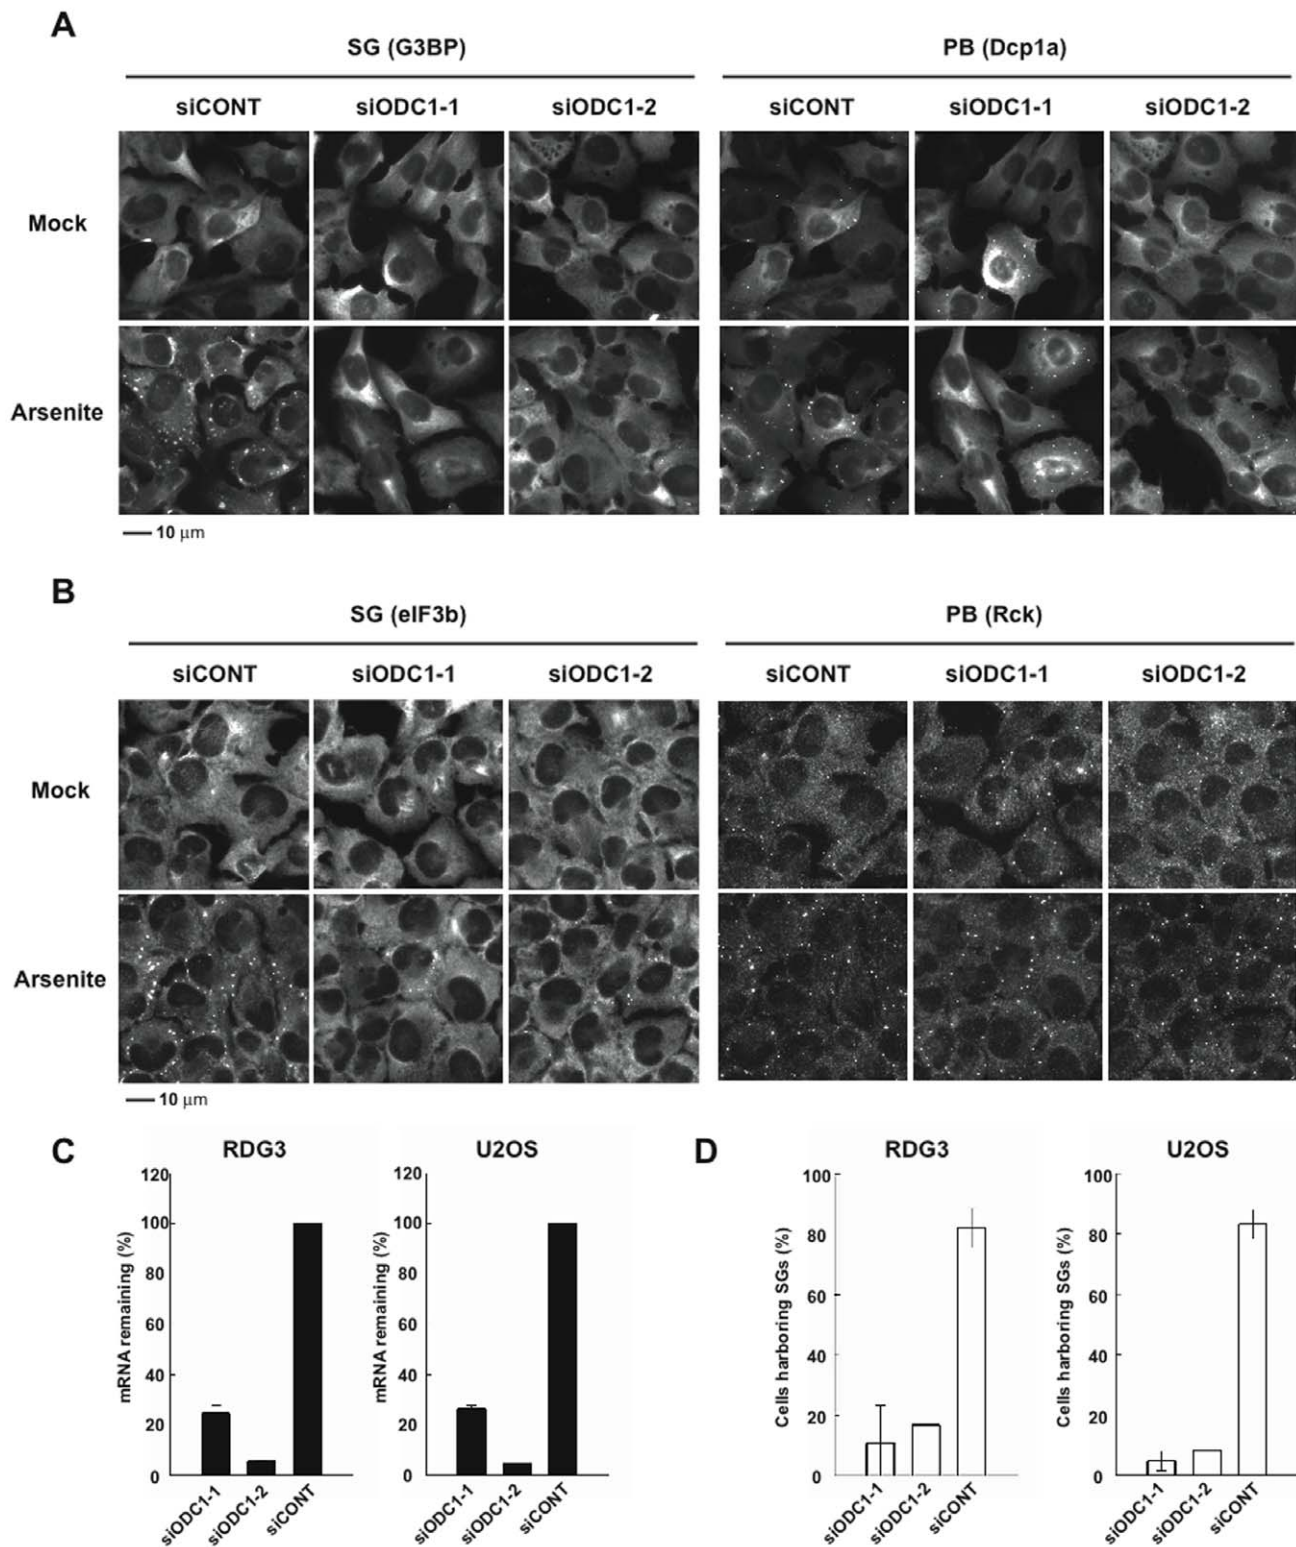 A
SG (G3BP)
PB (Dcp1a)
siCONT siODC1-1 siODC1-2 siCONT siODC1-1 siODC1-2
Mock
Arsenite
10 μm
B
SG (eIF3b)
PB (Rck)
siCONT siODC1-1 siODC1-2 siCONT siODC1-1 siODC1-2
Mock
Arsenite
10 μm
C
RDG3
mRNA remaining (%)
120
100
80
60
40
20
0
siODC1-1 siODC1-2 siCONT
U2OS
mRNA remaining (%)
120
100
80
60
40
20
0
siODC1-1 siODC1-2 siCONT
D
RDG3
Cells harboring SGs (%)
100
80
60
40
20
0
siODC1-1 siODC1-2 siCONT
U2OS
Cells harboring SGs (%)
100
80
60
40
20
0
siODC1-1 siODC1-2 siCONT